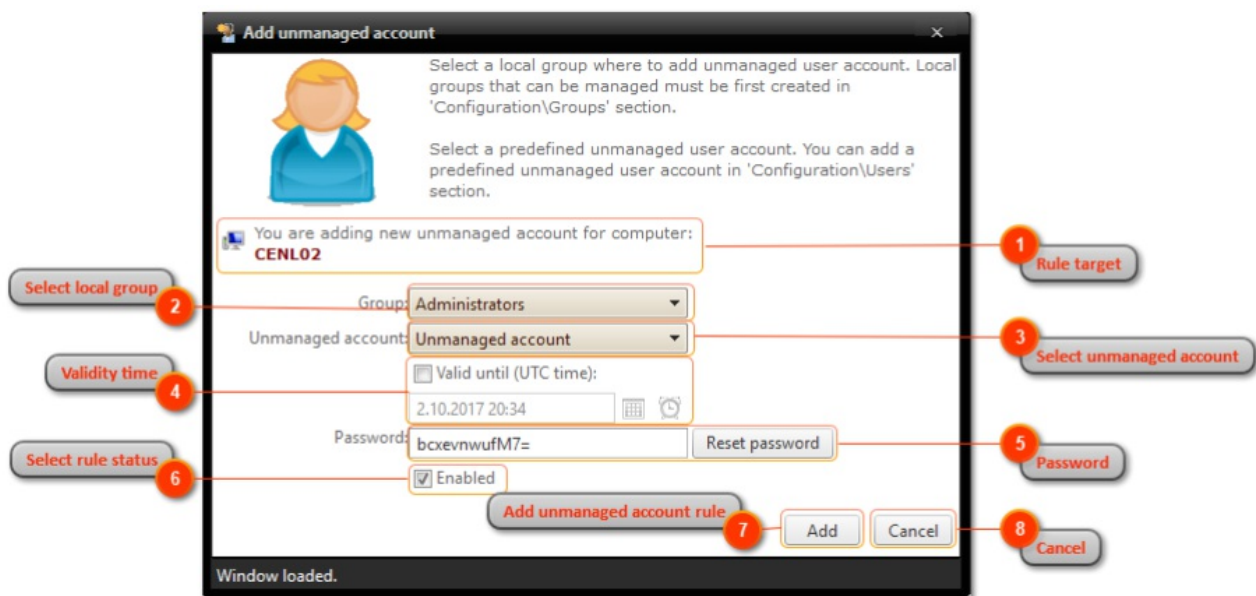 Add unmanaged account
Select a local group where to add unmanaged user account. Local
groups that can be managed must be first created in
'Configuration\Groups' section.
Select a predefined unmanaged user account. You can add a
predefined unmanaged user account in 'Configuration\Users'
section.
You are adding new unmanaged account for computer:
CENL02
1
Rule target
Select local group
2
Group: Administrators
Unmanaged account: Unmanaged account
3
Select unmanaged account
Validity time
4
Valid until (UTC time):
2.10.2017 20:34
Password: bcxevnwufM7= Reset password
5
Password
Select rule status
6
Enabled
Add unmanaged account rule
7
Add Cancel
8
Cancel
Window loaded.